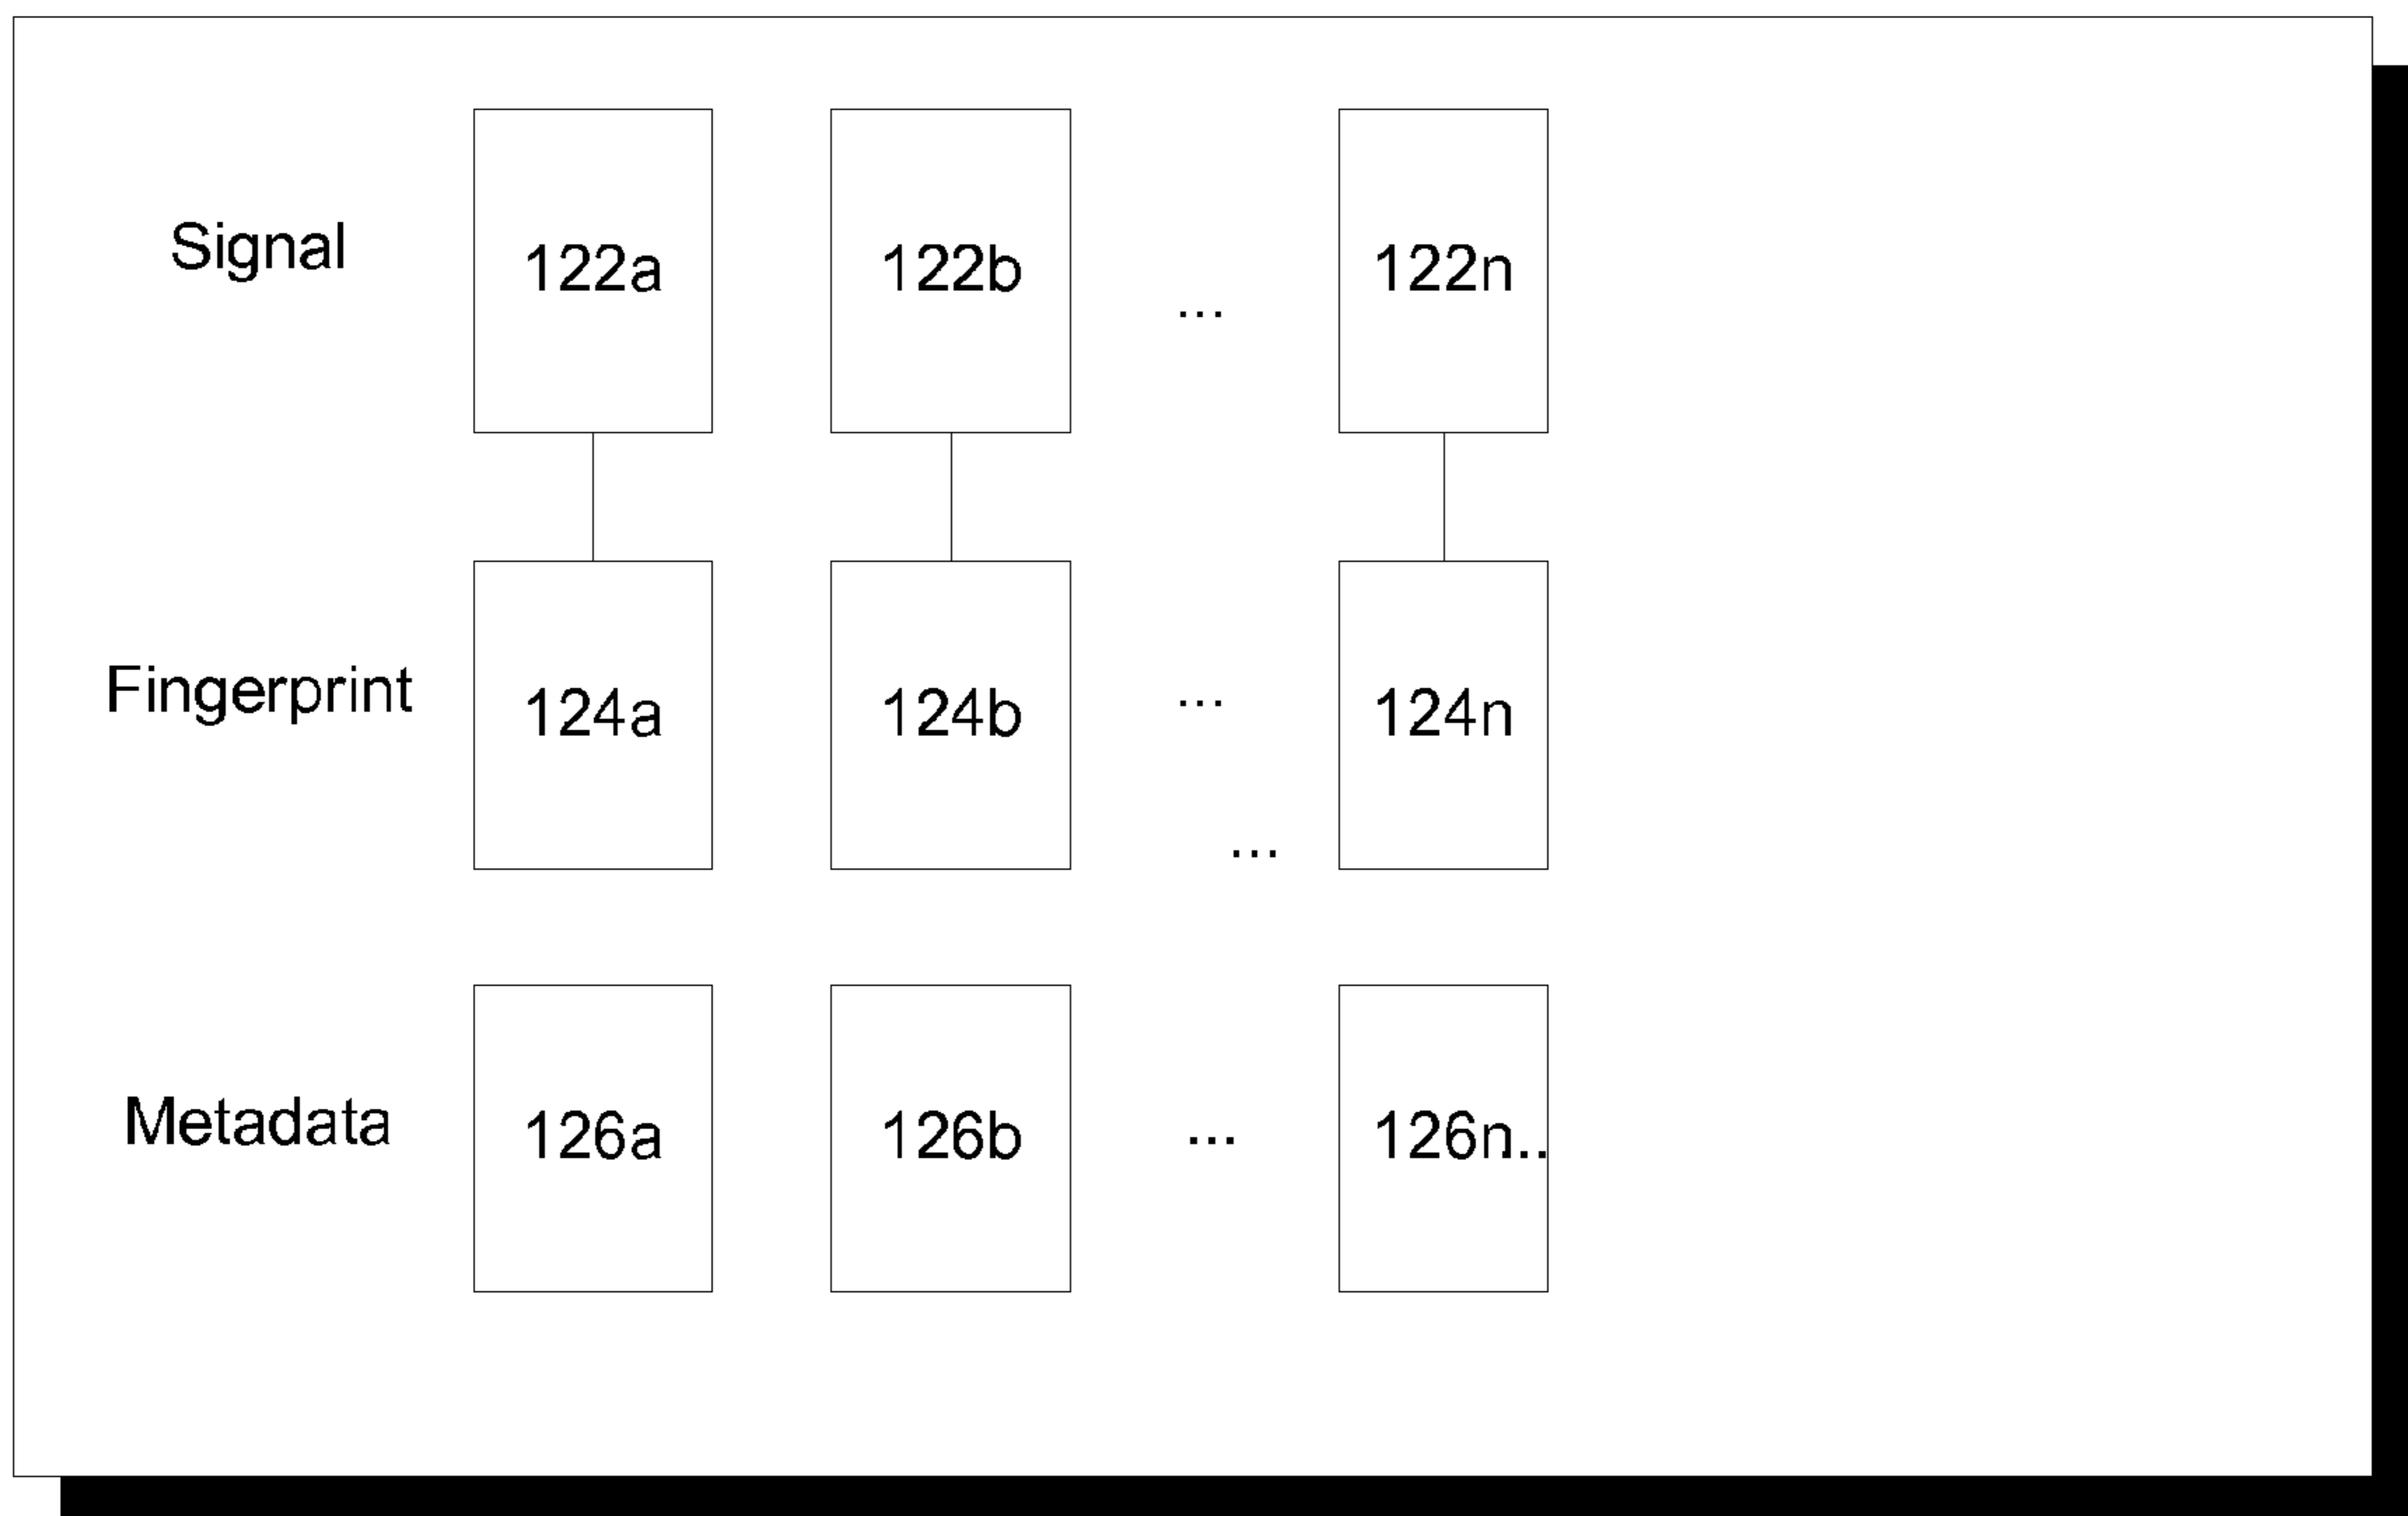 Signal 122a 122b ... 122n
Fingerprint 124a 124b ... 124n
...
Metadata 126a 126b ... 126n..